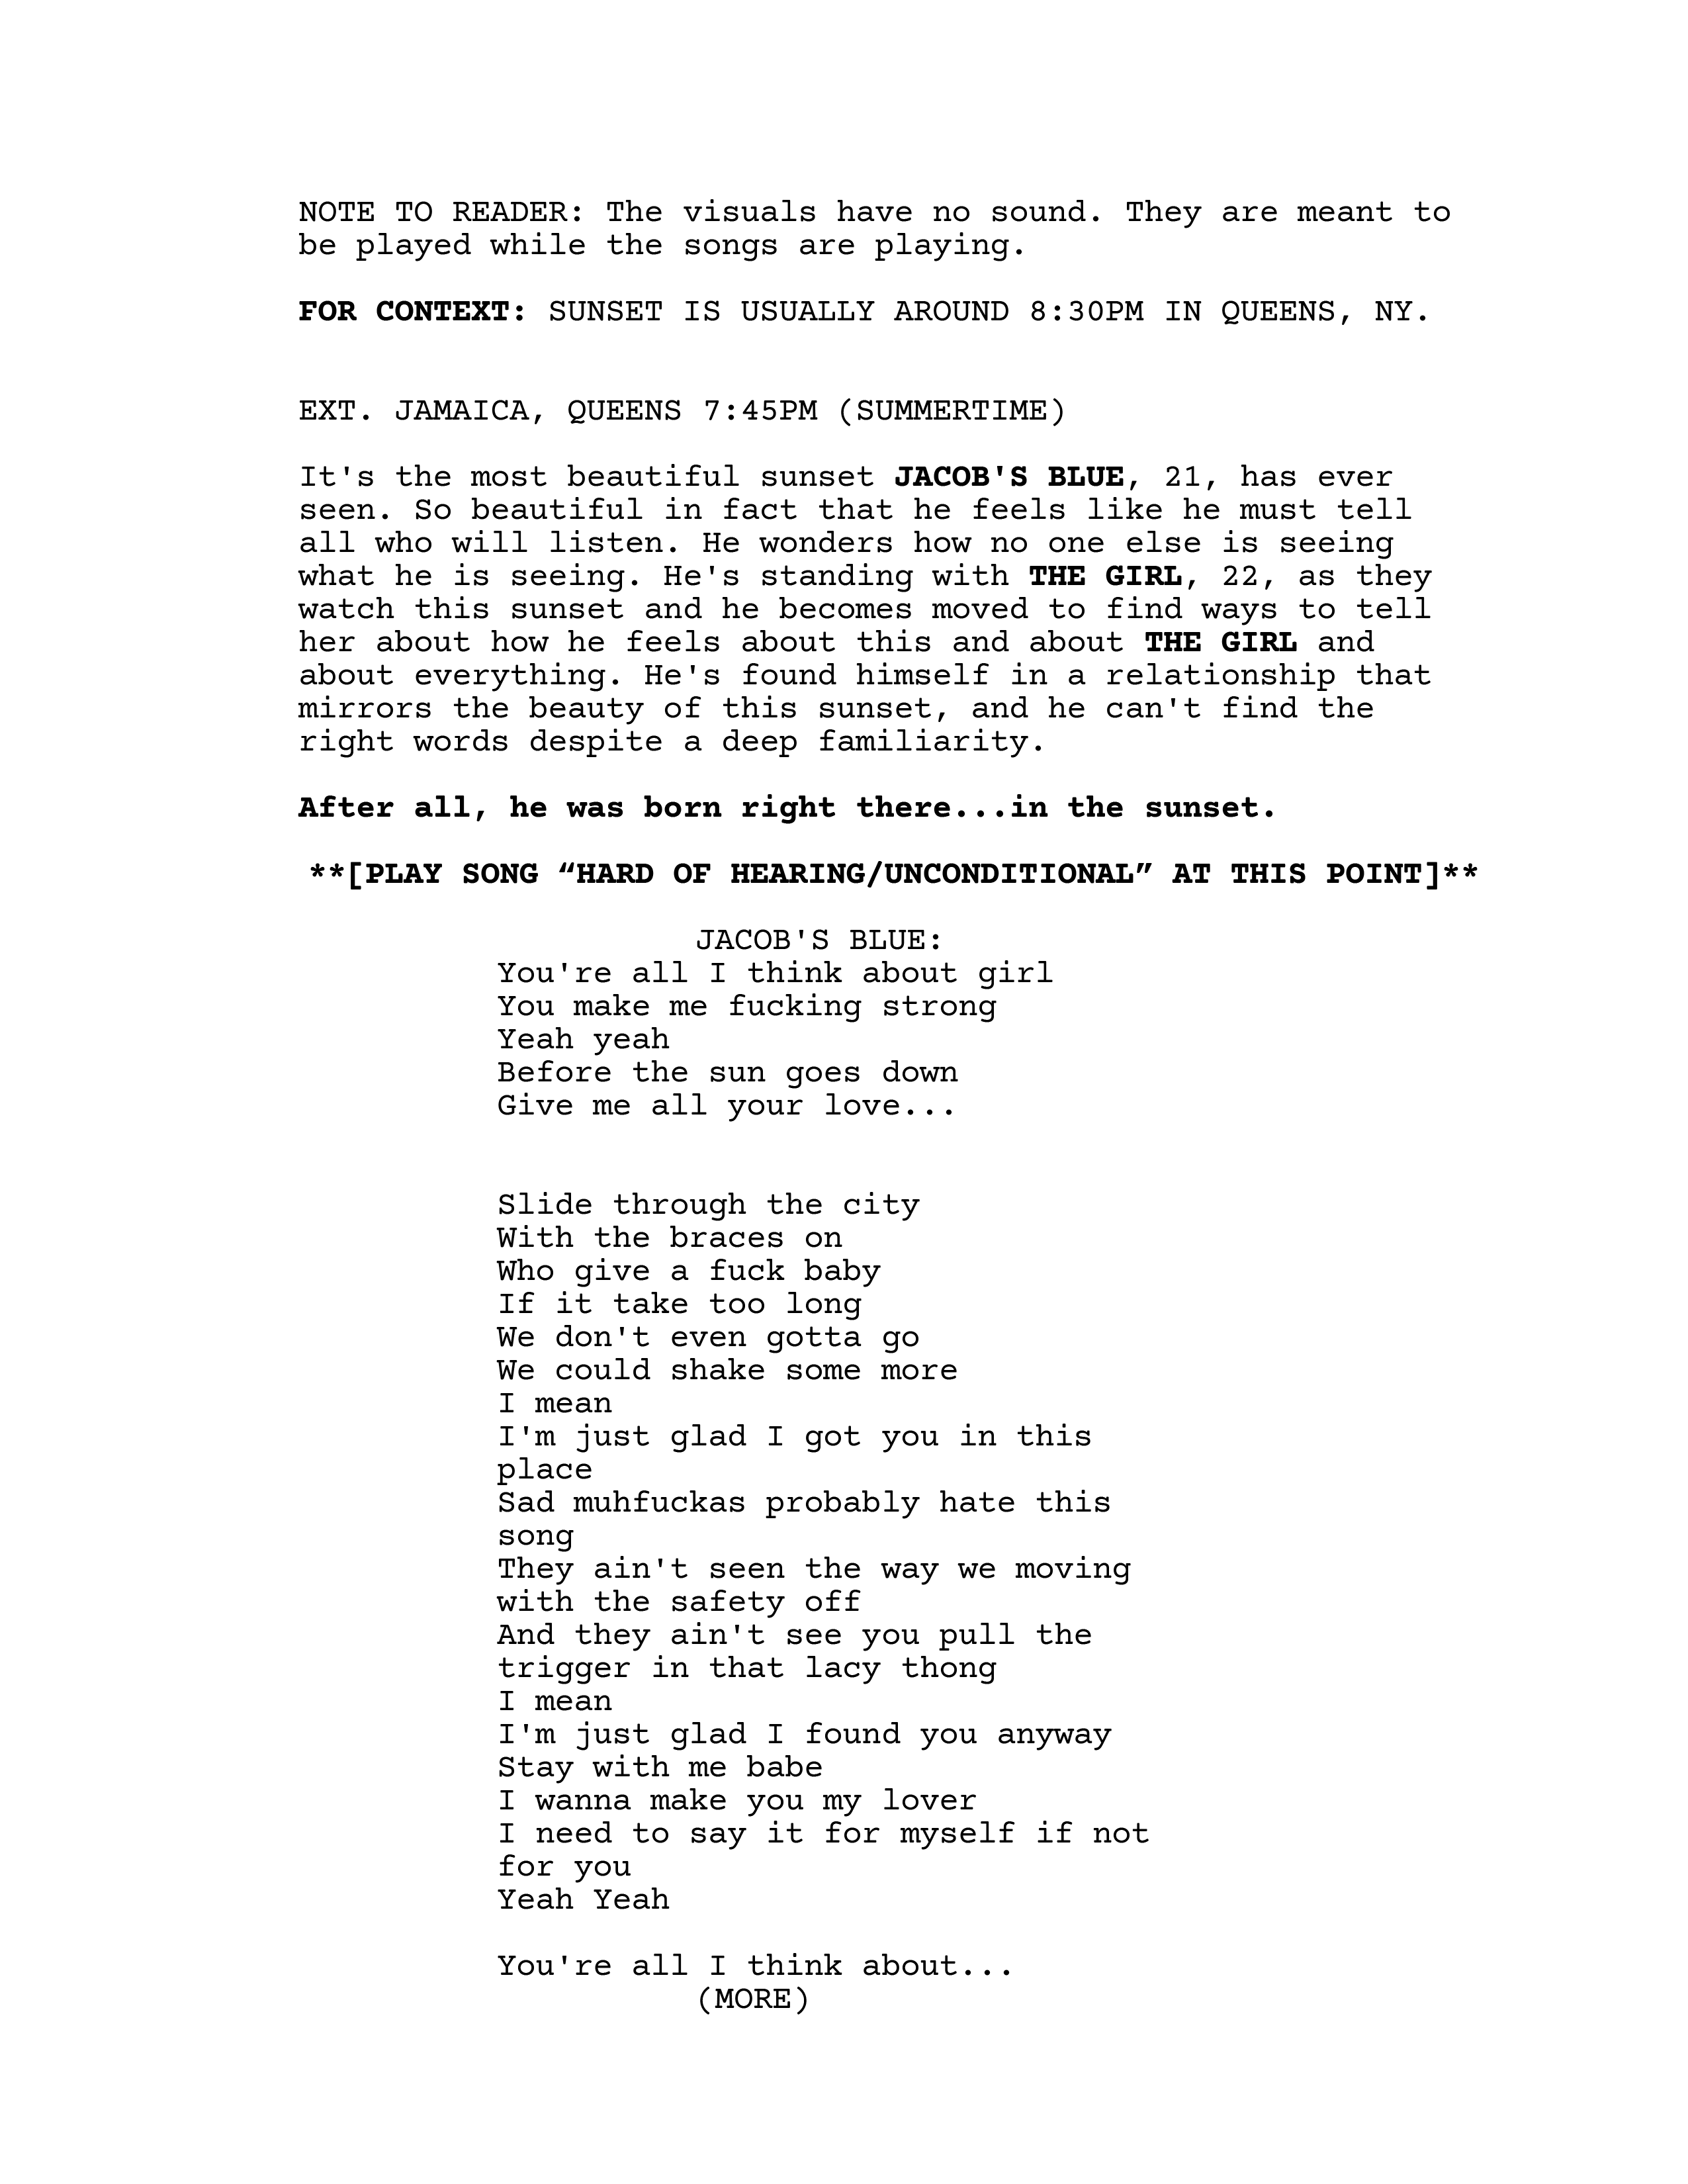 NOTE TO READER: The visuals have no sound. They are meant to
be played while the songs are playing.
FOR CONTEXT: SUNSET IS USUALLY AROUND 8:30PM IN QUEENS, NY.
EXT. JAMAICA, QUEENS 7:45PM (SUMMERTIME)
It's the most beautiful sunset JACOB'S BLUE, 21, has ever
seen. So beautiful in fact that he feels like he must tell
all who will listen. He wonders how no one else is seeing
what he is seeing. He's standing with THE GIRL, 22, as they
watch this sunset and he becomes moved to find ways to tell
her about how he feels about this and about THE GIRL and
about everything. He's found himself in a relationship that
mirrors the beauty of this sunset, and he can't find the
right words despite a deep familiarity.
After all, he was born right there...in the sunset.
**[PLAY SONG “HARD OF HEARING/UNCONDITIONAL” AT THIS POINT]**
JACOB'S BLUE:
You're all I think about girl
You make me fucking strong
Yeah yeah
Before the sun goes down
Give me all your love...
Slide through the city
With the braces on
Who give a fuck baby
If it take too long
We don't even gotta go
We could shake some more
I mean
I'm just glad I got you in this
place
Sad muhfuckas probably hate this
song
They ain't seen the way we moving
with the safety off
And they ain't see you pull the
trigger in that lacy thong
I mean
I'm just glad I found you anyway
Stay with me babe
I wanna make you my lover
I need to say it for myself if not
for you
Yeah Yeah
You're all I think about...
(MORE)